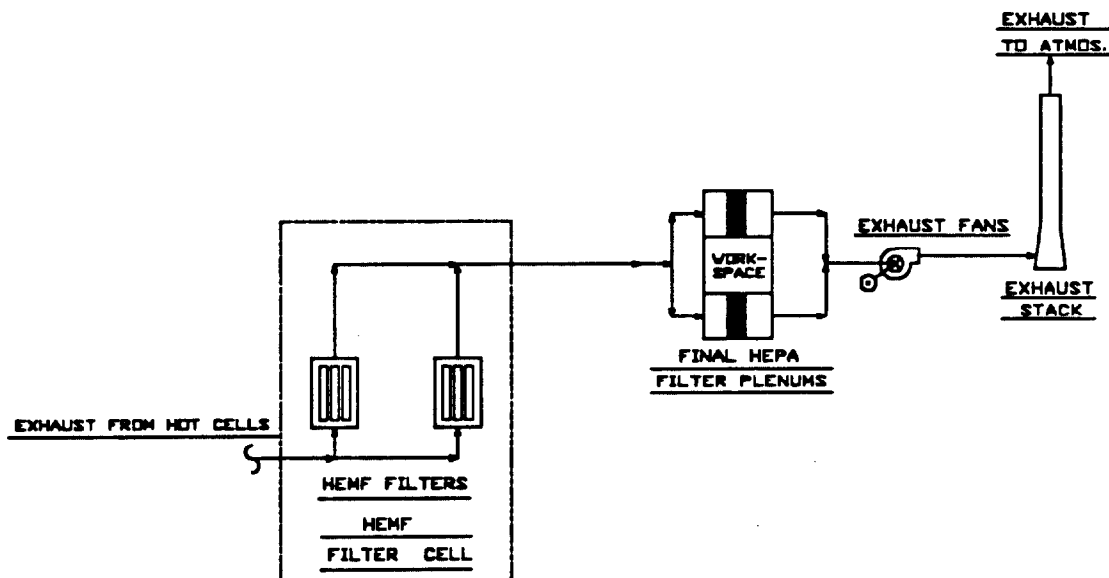 EXHAUST
TO ATMOS.
EXHAUST FANS
WORK-
SPACE
EXHAUST
STACK
FINAL HEPA
FILTER PLENUMS
EXHAUST FROM HOT CELLS
HEMF FILTERS
HEMF
FILTER CELL